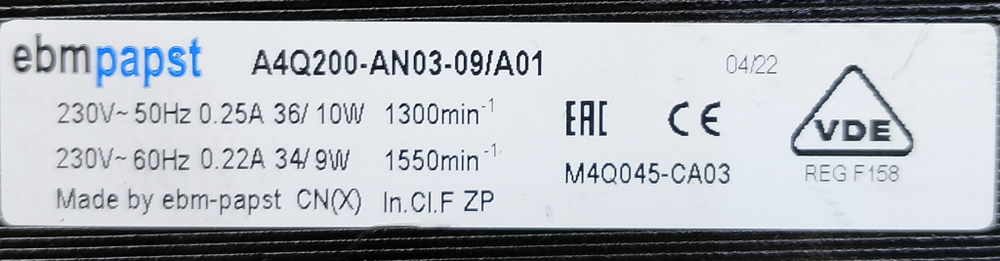 ebmpapst A4Q200-AN03-09/A01 04/22
230V~50Hz 0.25A 36/10W 1300min⁻¹
230V~60Hz 0.22A 34/9W 1550min⁻¹
Made by ebm-papst CN(X) In.Cl.F ZP
EAC CE
M4Q045-CA03
VDE
REG F158